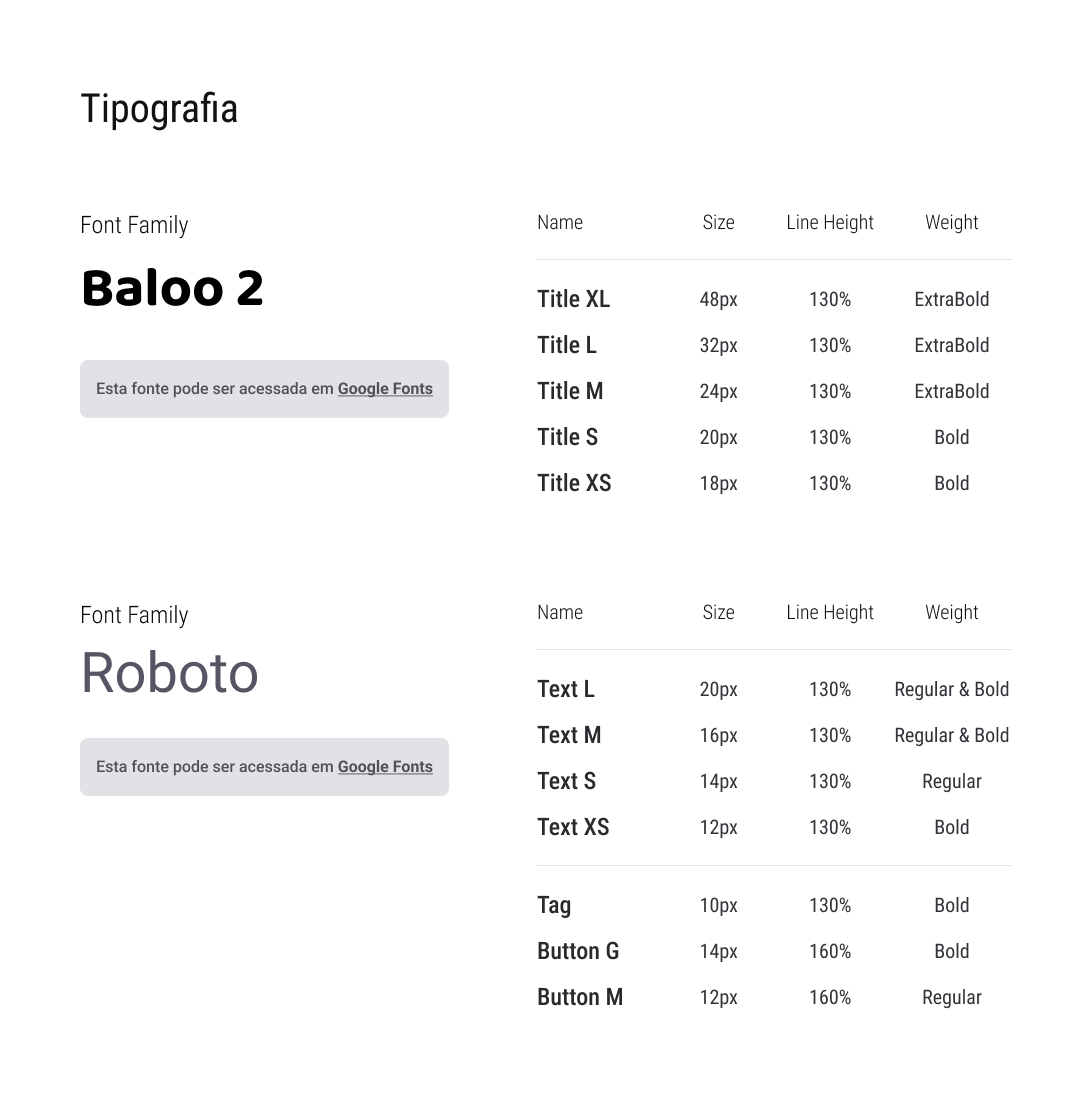 Tipografia
Font Family
Baloo 2
Esta fonte pode ser acessada em Google Fonts
Name Size Line Height Weight
Title XL 48px 130% ExtraBold
Title L 32px 130% ExtraBold
Title M 24px 130% ExtraBold
Title S 20px 130% Bold
Title XS 18px 130% Bold
Font Family
Roboto
Esta fonte pode ser acessada em Google Fonts
Name Size Line Height Weight
Text L 20px 130% Regular & Bold
Text M 16px 130% Regular & Bold
Text S 14px 130% Regular
Text XS 12px 130% Bold
Tag 10px 130% Bold
Button G 14px 160% Bold
Button M 12px 160% Regular